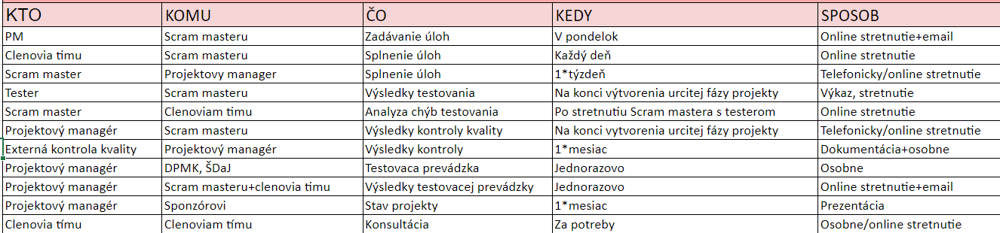 KTO KOMU ČO KEDY SPOSOB
PM Scram masteru Zadávanie úloh V pondelok Online stretnutie+email
Clenovia timu Scram masteru Splnenie úloh Každý deň Online stretnutie
Scram master Projektovy manager Splnenie úloh 1*týzdeň Telefonicky/online stretnutie
Tester Scram masteru Výsledky testovania Na konci výtvorenia urcitej fázy projekty Výkaz, stretnutie
Scram master Clenoviam timu Analyza chýb testovania Po stretnutiu Scram mastera s testerom Online stretnutie
Projektový managér Scram masteru Výsledky kontroly kvality Na konci vytvorenia urcitej fázy projekty Telefonicky/online stretnutie
Externá kontrola kvality Projektový managér Výsledky kontroly 1*mesiac Dokumentácia+osobne
Projektový managér DPMK, ŠDaJ Testovaca prevádzka Jednorazovo Osobne
Projektový managér Scram masteru+clenovia timu Výsledky testovacej prevádzky Jednorazovo Online stretnutie+email
Projektový managér Sponzórovi Stav projekty 1*mesiac Prezentácia
Clenovia tímu Clenoviam tímu Konsultácia Za potreby Osobne/online stretnutie